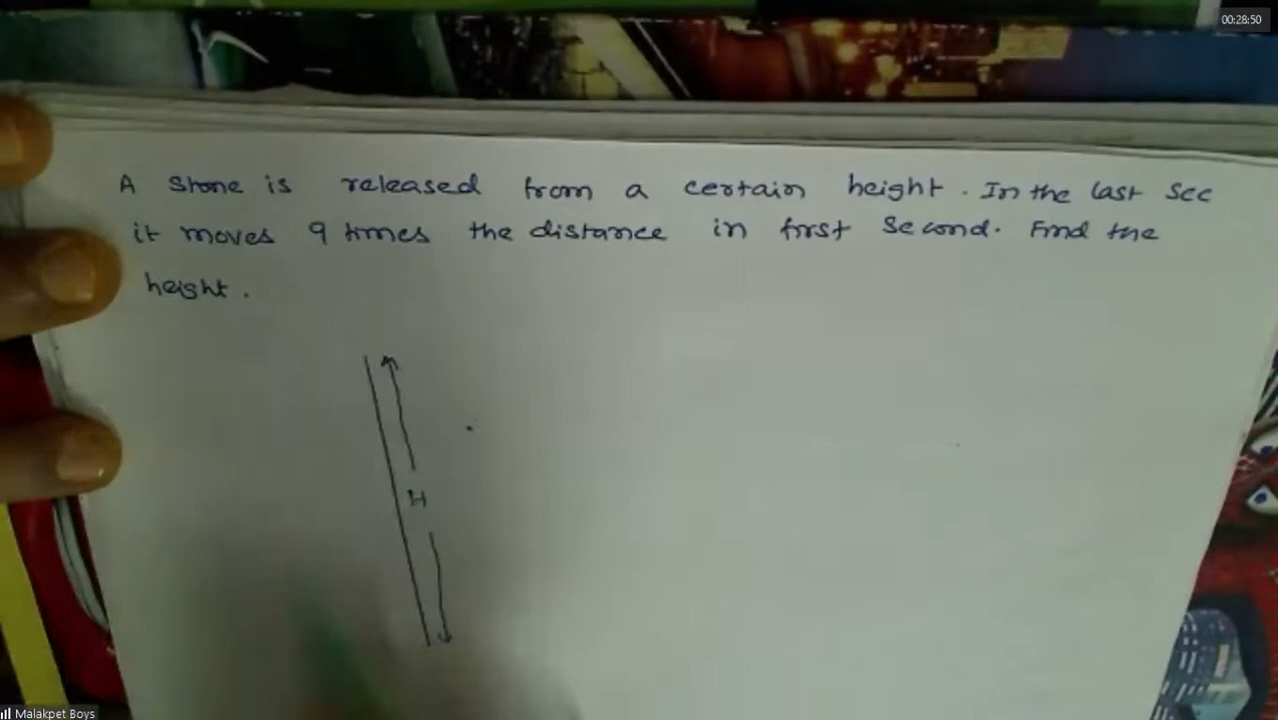 00:28:50
A stone is released from a certain height. In the last sec
it moves 9 times the distance in first second. Find the
height.
H
Malakpet Boys